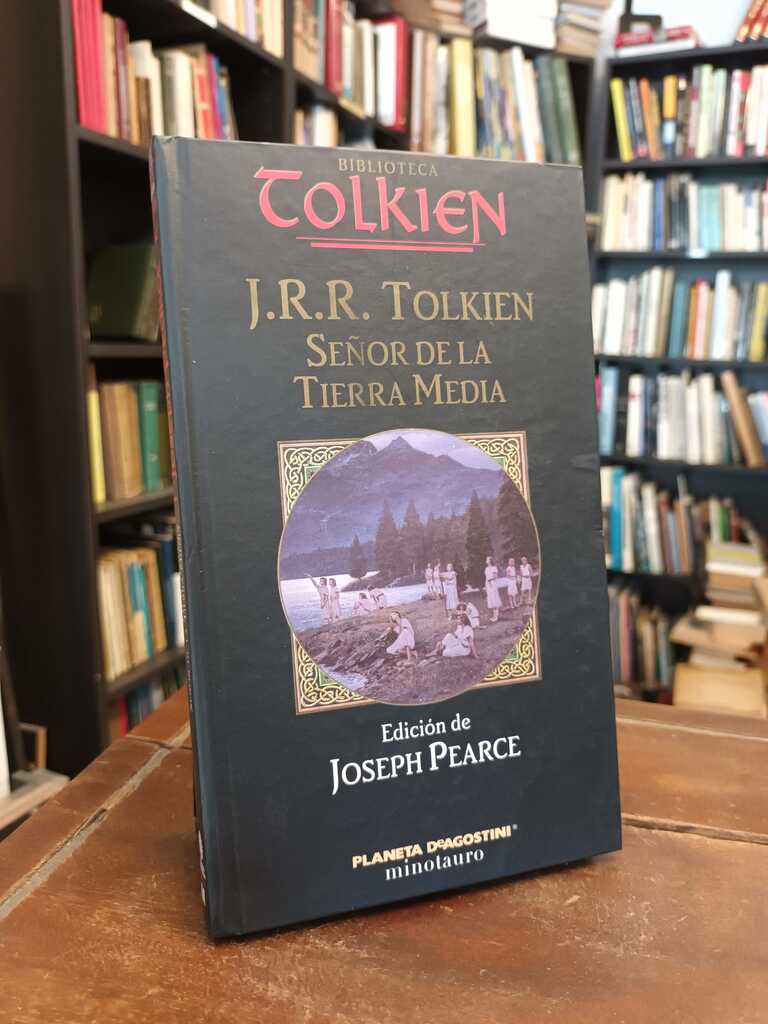 BIBLIOTECA
TOLKIEN
J.R.R. TOLKIEN
SEÑOR DE LA
TIERRA MEDIA
Edición de
JOSEPH PEARCE
PLANETA DeAGOSTINI®
minotauro